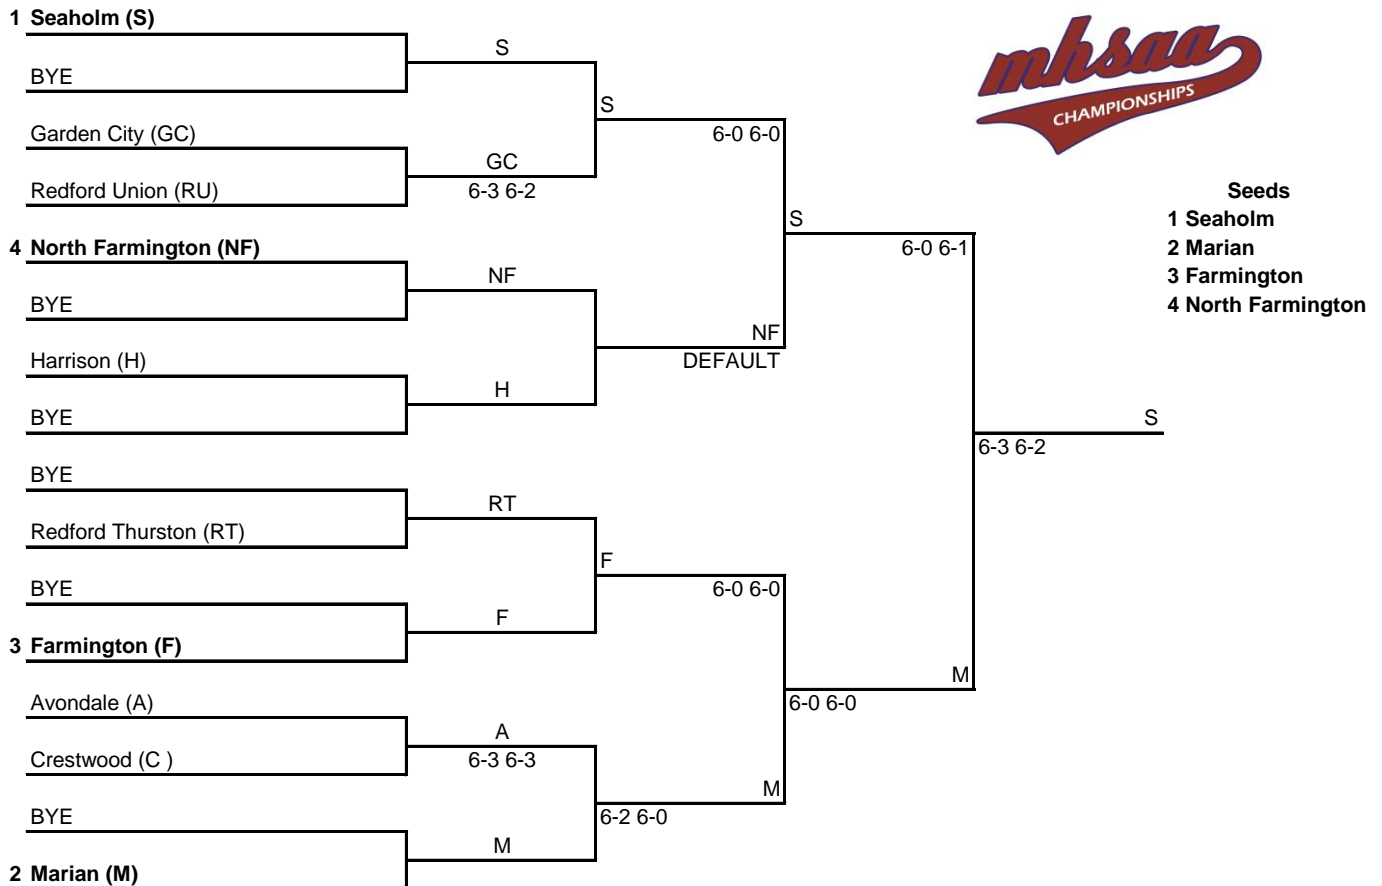 1 Seaholm (S)
S
BYE
S
Garden City (GC)
6-0 6-0
GC
Redford Union (RU)
6-3 6-2
4 North Farmington (NF)
S
6-0 6-1
NF
BYE
NF
DEFAULT
Harrison (H)
H
BYE
S
6-3 6-2
BYE
RT
Redford Thurston (RT)
F
BYE
6-0 6-0
F
3 Farmington (F)
M
Avondale (A)
6-0 6-0
A
Crestwood (C )
6-3 6-3
M
BYE
6-2 6-0
M
2 Marian (M)
mhsaa
CHAMPIONSHIPS
Seeds
1 Seaholm
2 Marian
3 Farmington
4 North Farmington